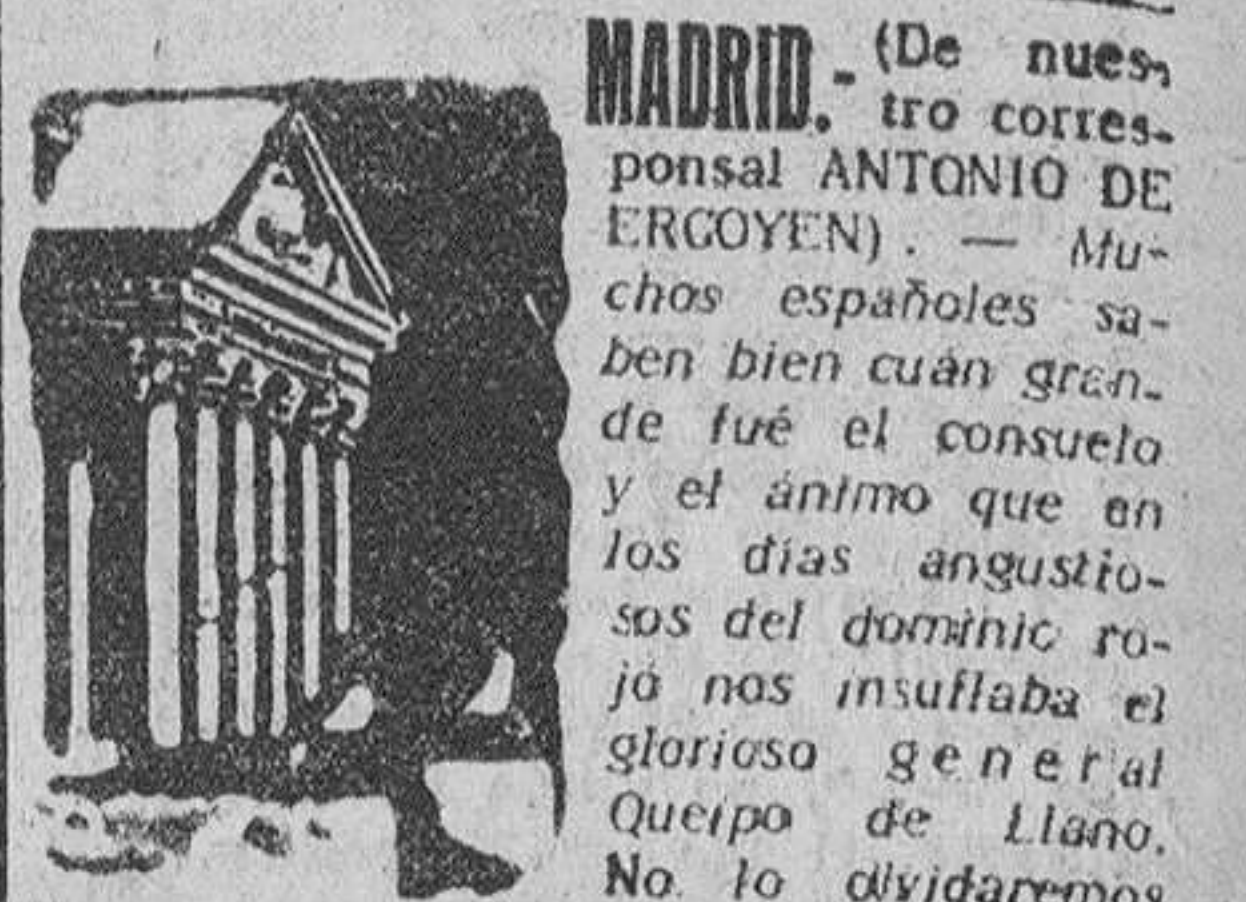 MADRID.- (De nues-
tro corres-
ponsal ANTONIO DE
ERGOYEN). — Mu-
chos españoles sa-
ben bien cuán gran-
de fué el consuelo
y el ánimo que en
los días angustio-
sos del dominio ro-
jo nos insuflaba el
glorioso general
Queipo de Llano.
No lo olvidaremos